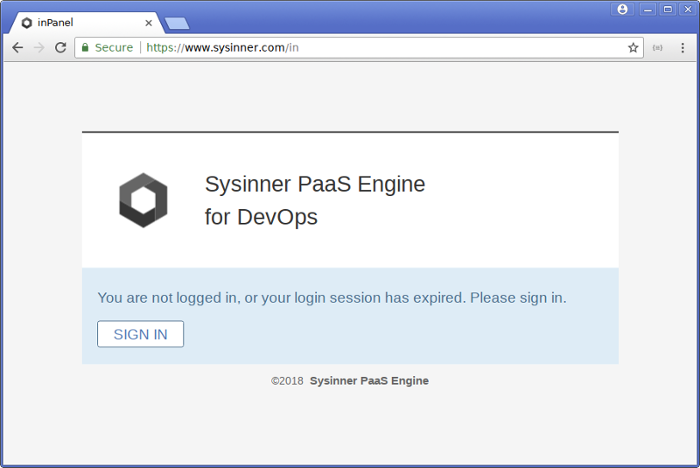 inPanel
Secure https://www.sysinner.com/in
Sysinner PaaS Engine
for DevOps
You are not logged in, or your login session has expired. Please sign in.
SIGN IN
©2018 Sysinner PaaS Engine